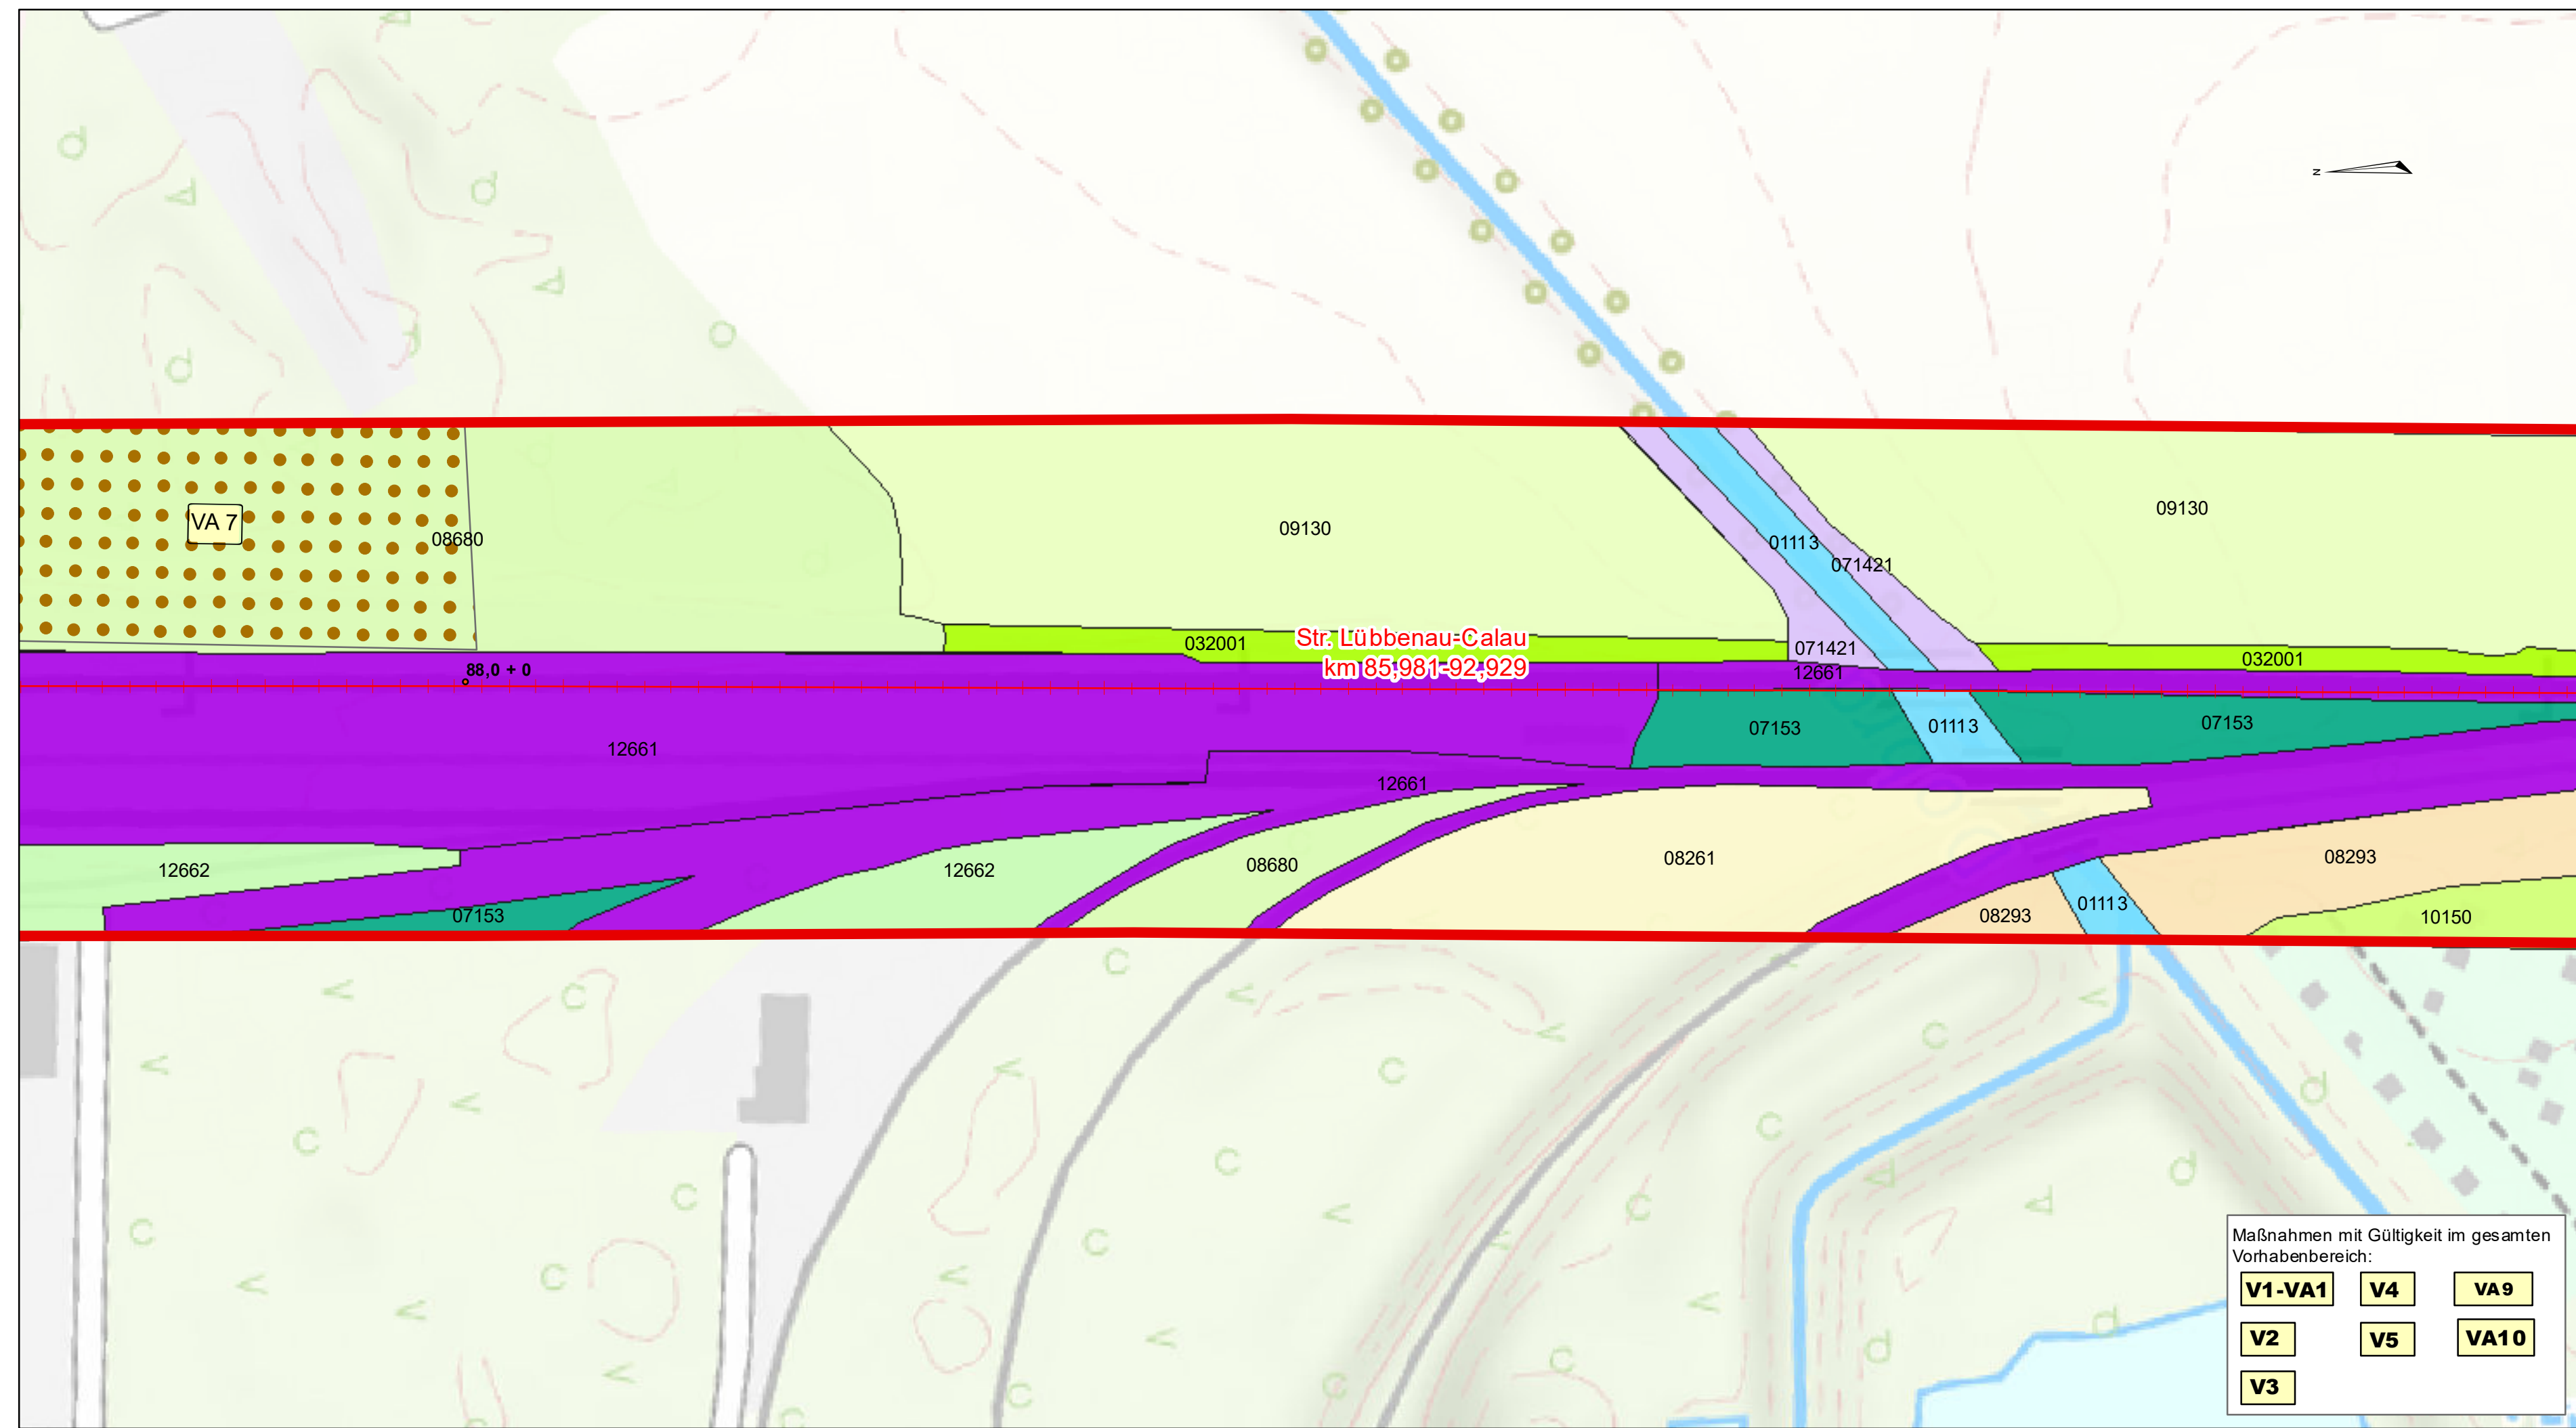 N
VA 7
08680
09130
01113
071421
09130
032001
Str. Lübbenau-Calau
km 85,981-92,929
071421
032001
88,0 + 0
12661
12661
07153
01113
07153
12661
12662
12662
08680
08261
08293
07153
08293
01113
10150
Maßnahmen mit Gültigkeit im gesamten
Vorhabenbereich:
V1-VA1 V4 VA9
V2 V5 VA10
V3